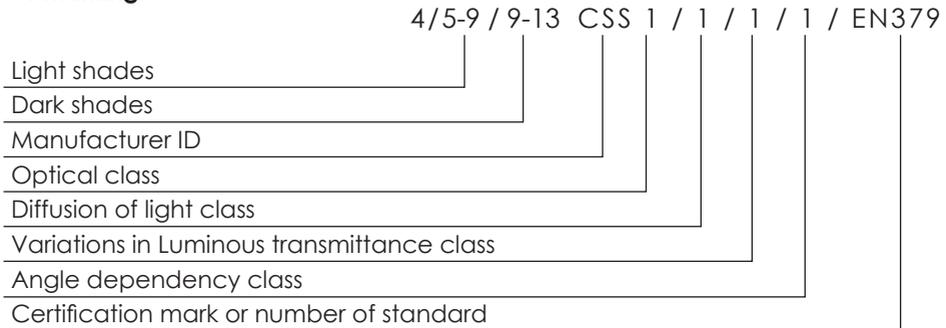 4/5-9 / 9-13 CSS 1 / 1 / 1 / 1 / EN379
Light shades
Dark shades
Manufacturer ID
Optical class
Diffusion of light class
Variations in Luminous transmittance class
Angle dependency class
Certification mark or number of standard